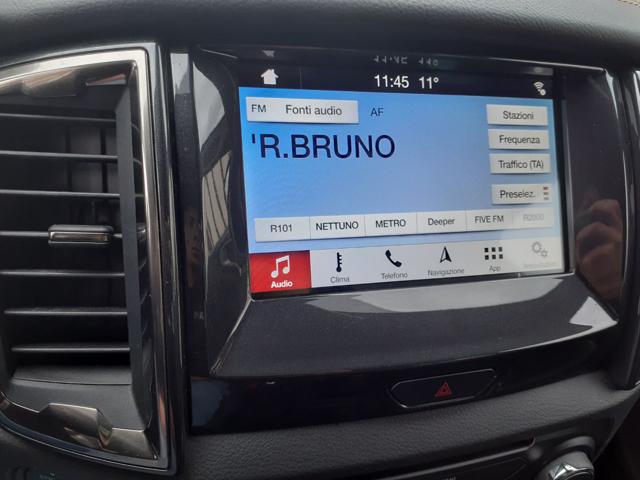 11:45 11°
FM Fonti audio AF
Stazioni
'R.BRUNO
Frequenza
Traffico (TA)
Preselez.
R101 NETTUNO METRO Deeper FIVE FM R2000
Audio Clima Telefono Navigazione App